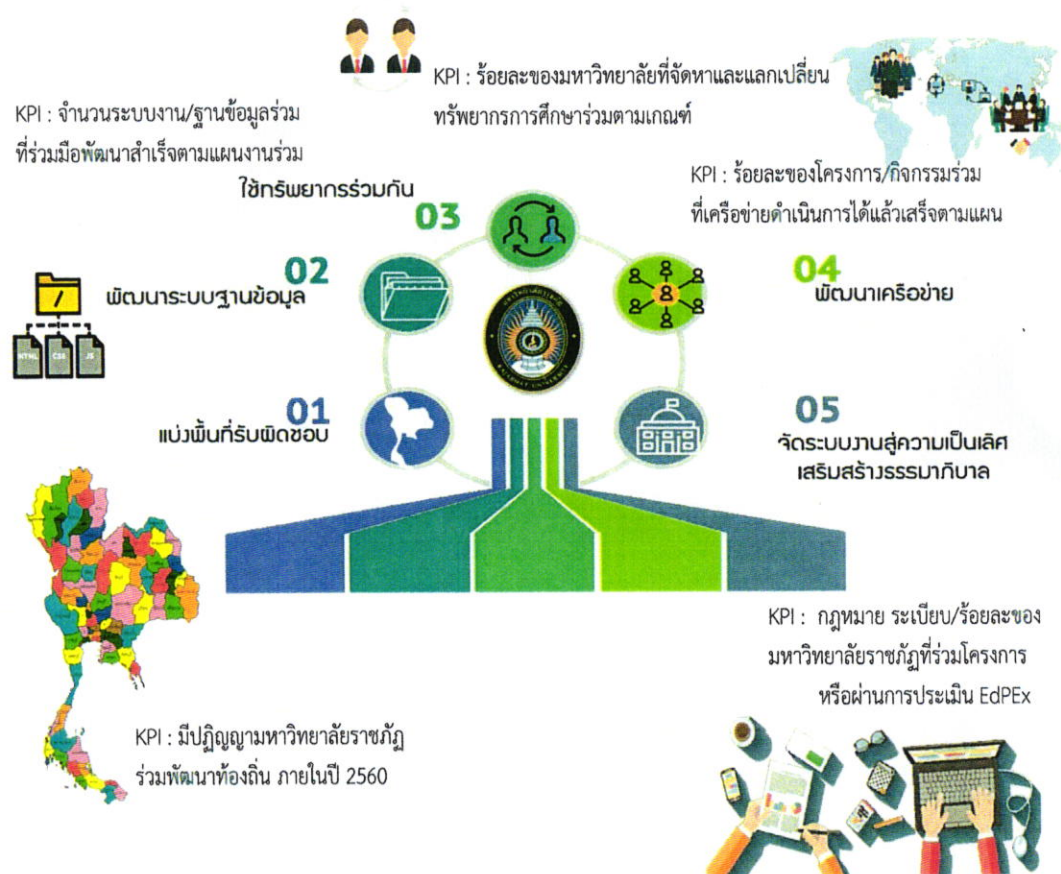 KPI : ร้อยละของมหาวิทยาลัยที่จัดหาและแลกเปลี่ยน
ทรัพยากรการศึกษาร่วมตามเกณฑ์
KPI : จำนวนระบบงาน/ฐานข้อมูลร่วม
ที่ร่วมมือพัฒนาสำเร็จตามแผนงานร่วม
KPI : ร้อยละของโครงการ/กิจกรรมร่วม
ที่เครือข่ายดำเนินการได้แล้วเสร็จตามแผน
ใช้ทรัพยากรร่วมกัน
03
02
พัฒนาระบบฐานข้อมูล
HTML
CSS
JS
04
พัฒนาเครือข่าย
01
แบ่งพื้นที่รับผิดชอบ
05
จัดระบบงานสู่ความเป็นเลิศ
เสริมสร้างธรรมาภิบาล
KPI : กฎหมาย ระเบียบ/ร้อยละของ
มหาวิทยาลัยราชภัฏที่ร่วมโครงการ
หรือผ่านการประเมิน EdPEx
KPI : มีปฏิญญามหาวิทยาลัยราชภัฏ
ร่วมพัฒนาท้องถิ่น ภายในปี 2560